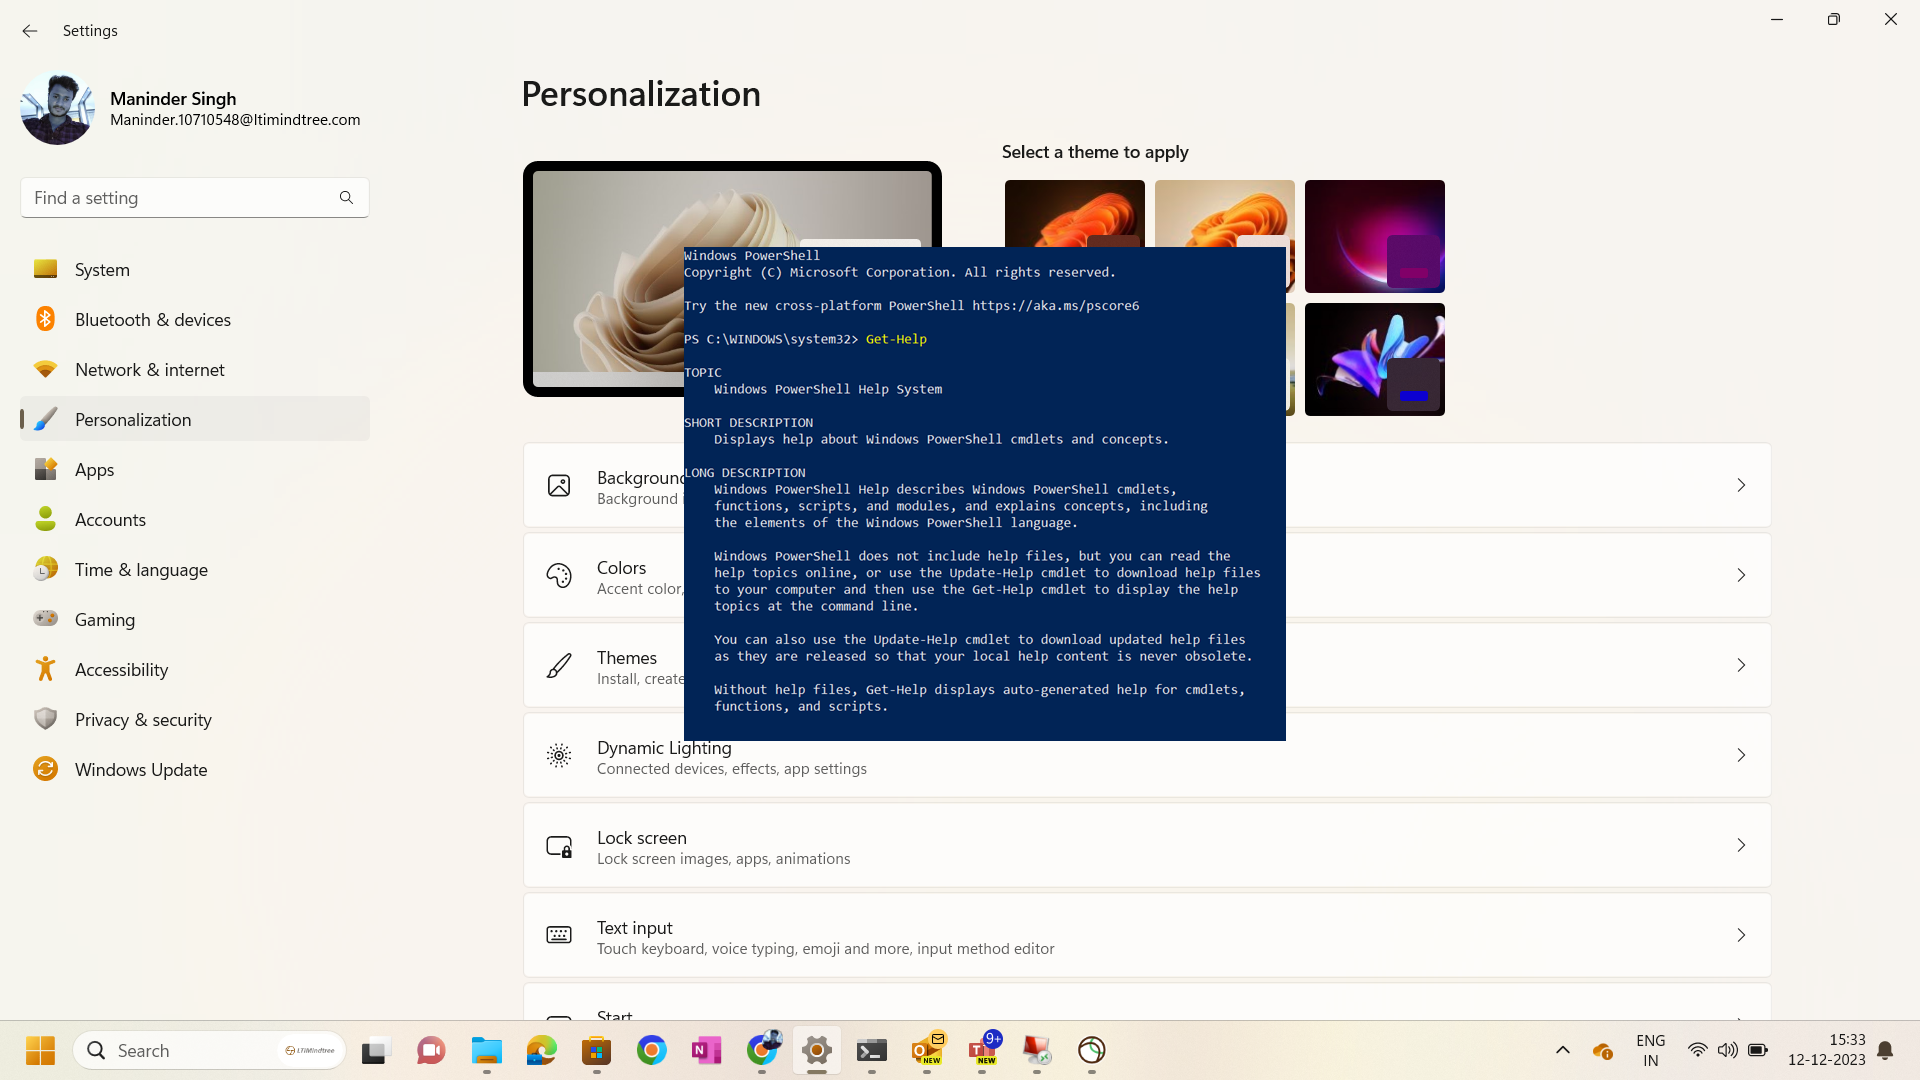 Settings
Maninder Singh
Maninder.10710548@ltimindtree.com
Find a setting
System
Bluetooth & devices
Network & internet
Personalization
Apps
Accounts
Time & language
Gaming
Accessibility
Privacy & security
Windows Update
Personalization
Select a theme to apply
Windows PowerShell
Copyright (C) Microsoft Corporation. All rights reserved.
Try the new cross-platform PowerShell https://aka.ms/pscore6
PS C:\WINDOWS\system32> Get-Help
TOPIC
Windows PowerShell Help System
SHORT DESCRIPTION
Displays help about Windows PowerShell cmdlets and concepts.
LONG DESCRIPTION
Windows PowerShell Help describes Windows PowerShell cmdlets,
functions, scripts, and modules, and explains concepts, including
the elements of the Windows PowerShell language.
Windows PowerShell does not include help files, but you can read the
help topics online, or use the Update-Help cmdlet to download help files
to your computer and then use the Get-Help cmdlet to display the help
topics at the command line.
You can also use the Update-Help cmdlet to download updated help files
as they are released so that your local help content is never obsolete.
Without help files, Get-Help displays auto-generated help for cmdlets,
functions, and scripts.
Background
Background
Colors
Accent color,
Themes
Install, create
Dynamic Lighting
Connected devices, effects, app settings
Lock screen
Lock screen images, apps, animations
Text input
Touch keyboard, voice typing, emoji and more, input method editor
Start
Search
LTIMindtree
NEW
9+
NEW
ENG
IN
15:33
12-12-2023